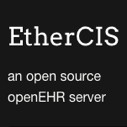 EtherCIS
an open source
openEHR server